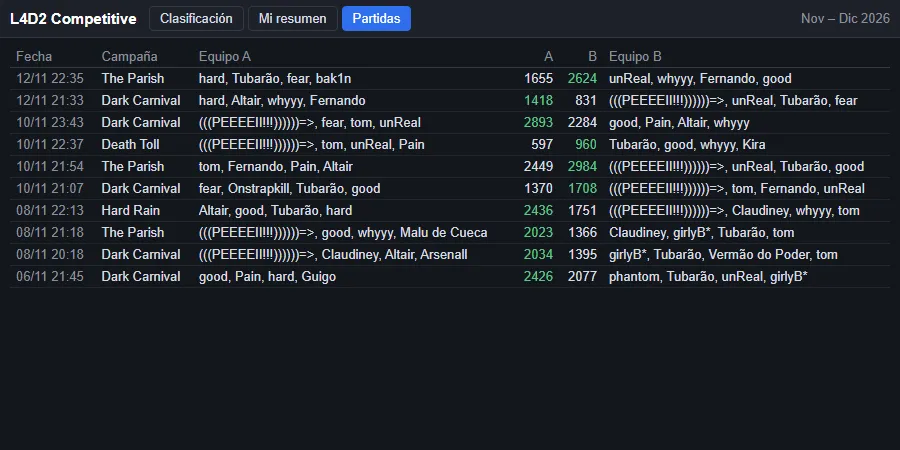 L4D2 Competitive Clasificación Mi resumen Partidas Nov – Dic 2026
Fecha Campaña Equipo A A B Equipo B
12/11 22:35 The Parish hard, Tubarão, fear, bak1n 1655 2624 unReal, whyyy, Fernando, good
12/11 21:33 Dark Carnival hard, Altair, whyyy, Fernando 1418 831 (((PEEEEII!!!))))))=>, unReal, Tubarão, fear
10/11 23:43 Dark Carnival (((PEEEEII!!!))))))=>, fear, tom, unReal 2893 2284 good, Pain, Altair, whyyy
10/11 22:37 Death Toll (((PEEEEII!!!))))))=>, tom, unReal, Pain 597 960 Tubarão, good, whyyy, Kira
10/11 21:54 The Parish tom, Fernando, Pain, Altair 2449 2984 (((PEEEEII!!!))))))=>, unReal, Tubarão, good
10/11 21:07 Dark Carnival fear, Onstrapkill, Tubarão, good 1370 1708 (((PEEEEII!!!))))))=>, tom, Fernando, unReal
08/11 22:13 Hard Rain Altair, good, Tubarão, hard 2436 1751 (((PEEEEII!!!))))))=>, Claudiney, whyyy, tom
08/11 21:18 The Parish (((PEEEEII!!!))))))=>, good, whyyy, Malu de Cueca 2023 1366 Claudiney, girlyB*, Tubarão, tom
08/11 20:18 Dark Carnival (((PEEEEII!!!))))))=>, Claudiney, Altair, Arsenall 2034 1395 girlyB*, Tubarão, Vermão do Poder, tom
06/11 21:45 Dark Carnival good, Pain, hard, Guigo 2426 2077 phantom, Tubarão, unReal, girlyB*